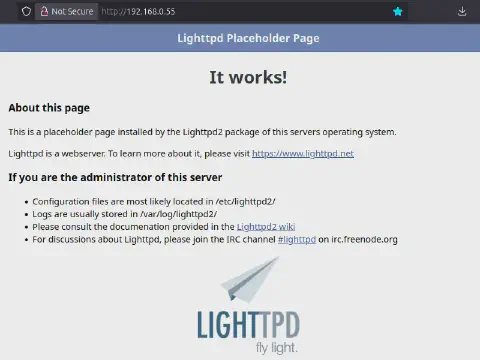 Not Secure http://192.168.0.55
Lighttpd Placeholder Page
It works!
About this page
This is a placeholder page installed by the Lighttpd2 package of this servers operating system.
Lighttpd is a webserver. To learn more about it, please visit https://www.lighttpd.net
If you are the administrator of this server
• Configuration files are most likely located in /etc/lighttpd2/
• Logs are usually stored in /var/log/lighttpd2/
• Please consult the documenation provided in the Lighttpd2 wiki
• For discussions about Lighttpd, please join the IRC channel #lighttpd on irc.freenode.org
LIGHTTPD
fly light.